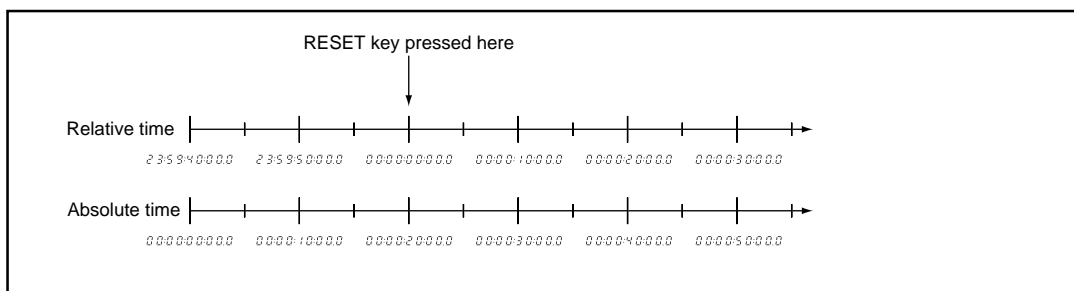 RESET key pressed here
Relative time
23:59:40:00.0 23:59:50:00.0 00:00:00:00.0 00:00:10:00.0 00:00:20:00.0 00:00:30:00.0
Absolute time
00:00:00:00.0 00:00:10:00.0 00:00:20:00.0 00:00:30:00.0 00:00:40:00.0 00:00:50:00.0